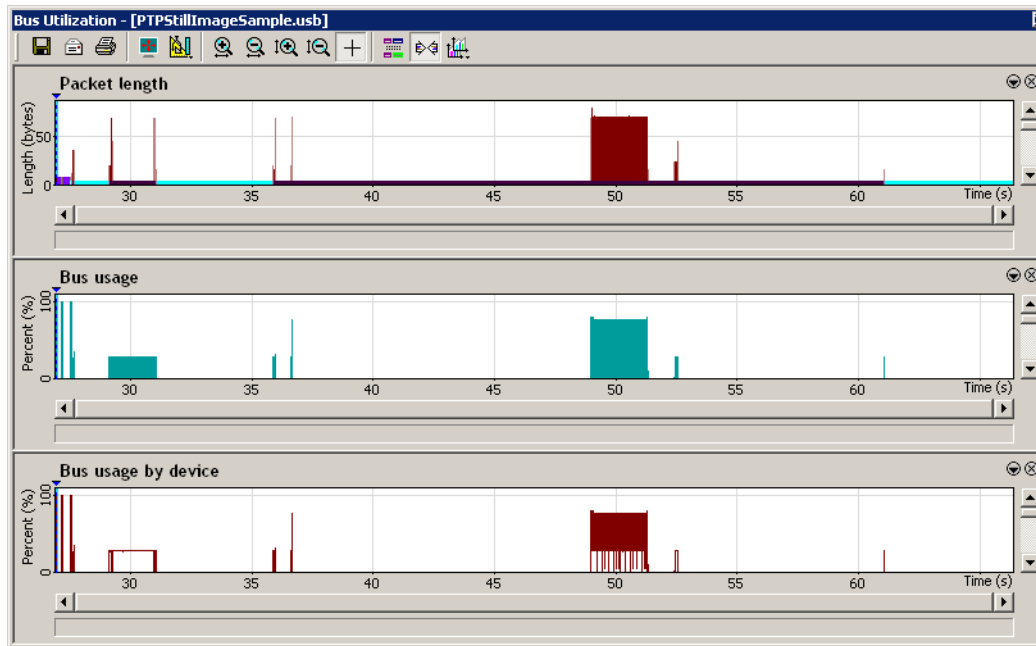 Bus Utilization - [PTPStillImageSample.usb]
Packet length
Length (bytes)
50
0
30 35 40 45 50 55 60 Time (s)
Bus usage
Percent (%)
100
0
30 35 40 45 50 55 60 Time (s)
Bus usage by device
Percent (%)
100
0
30 35 40 45 50 55 60 Time (s)